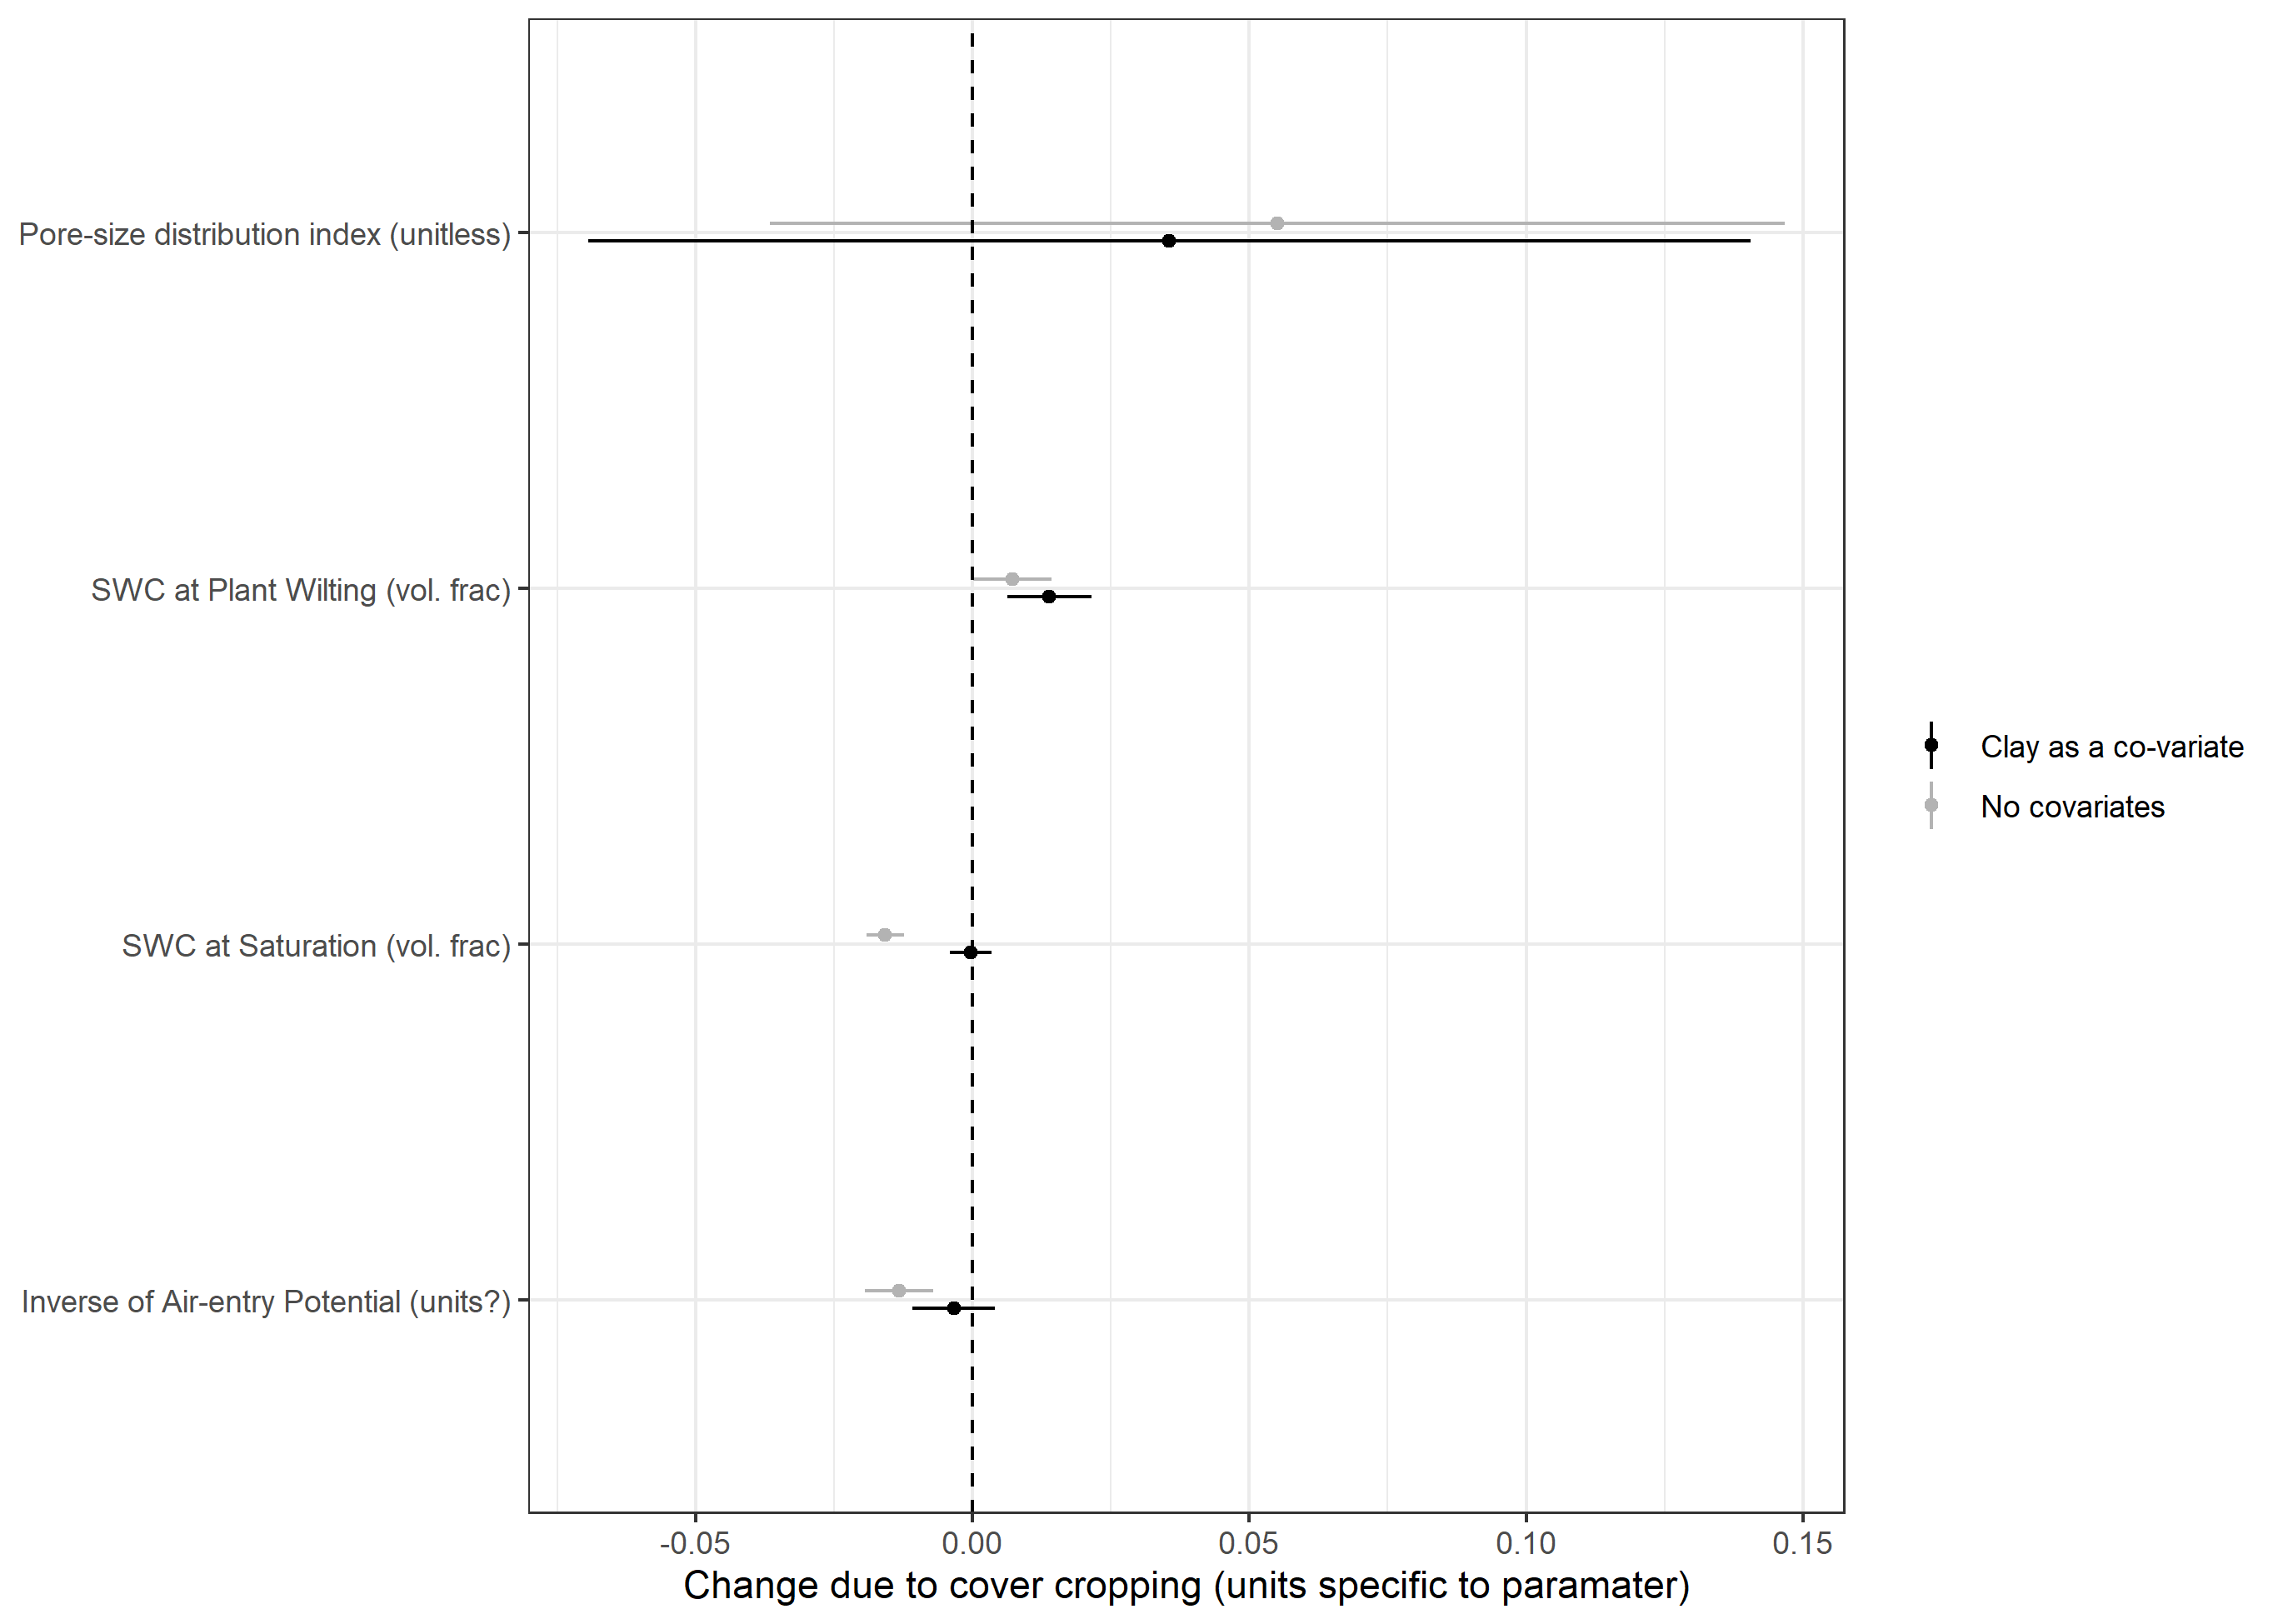 Pore-size distribution index (unitless)
SWC at Plant Wilting (vol. frac)
SWC at Saturation (vol. frac)
Inverse of Air-entry Potential (units?)
-0.05 0.00 0.05 0.10 0.15
Change due to cover cropping (units specific to paramater)
Clay as a co-variate
No covariates